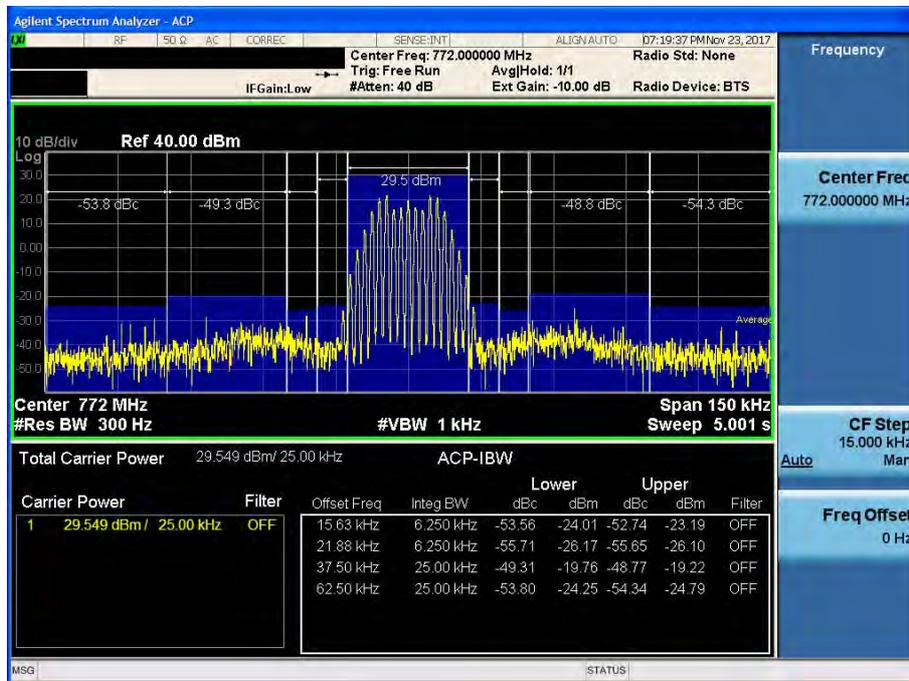 Agilent Spectrum Analyzer - ACP
LXI RF 50 Ω AC CORREC SENSE:INT ALIGN AUTO 07:19:37 PM Nov 23, 2017
Center Freq: 772.000000 MHz Radio Std: None
Trig: Free Run Avg|Hold: 1/1
IFGain:Low #Atten: 40 dB Ext Gain: -10.00 dB Radio Device: BTS
Frequency
10 dB/div Ref 40.00 dBm
Log
30.0
20.0
10.0
0.00
-10.0
-20.0
-30.0
-40.0
-50.0
29.5 dBm
-53.8 dBc -49.3 dBc -48.8 dBc -54.3 dBc
Average
Center 772 MHz Span 150 kHz
#Res BW 300 Hz #VBW 1 kHz Sweep 5.001 s
Center Freq
772.000000 MHz
CF Step
15.000 kHz
Auto Man
Freq Offset
0 Hz
Total Carrier Power 29.549 dBm/ 25.00 kHz ACP-IBW
Lower Upper
Carrier Power Filter Offset Freq Integ BW dBc dBm dBc dBm Filter
1 29.549 dBm / 25.00 kHz OFF 15.63 kHz 6.250 kHz -53.56 -24.01 -52.74 -23.19 OFF
21.88 kHz 6.250 kHz -55.71 -26.17 -55.65 -26.10 OFF
37.50 kHz 25.00 kHz -49.31 -19.76 -48.77 -19.22 OFF
62.50 kHz 25.00 kHz -53.80 -24.25 -54.34 -24.79 OFF
MSG STATUS